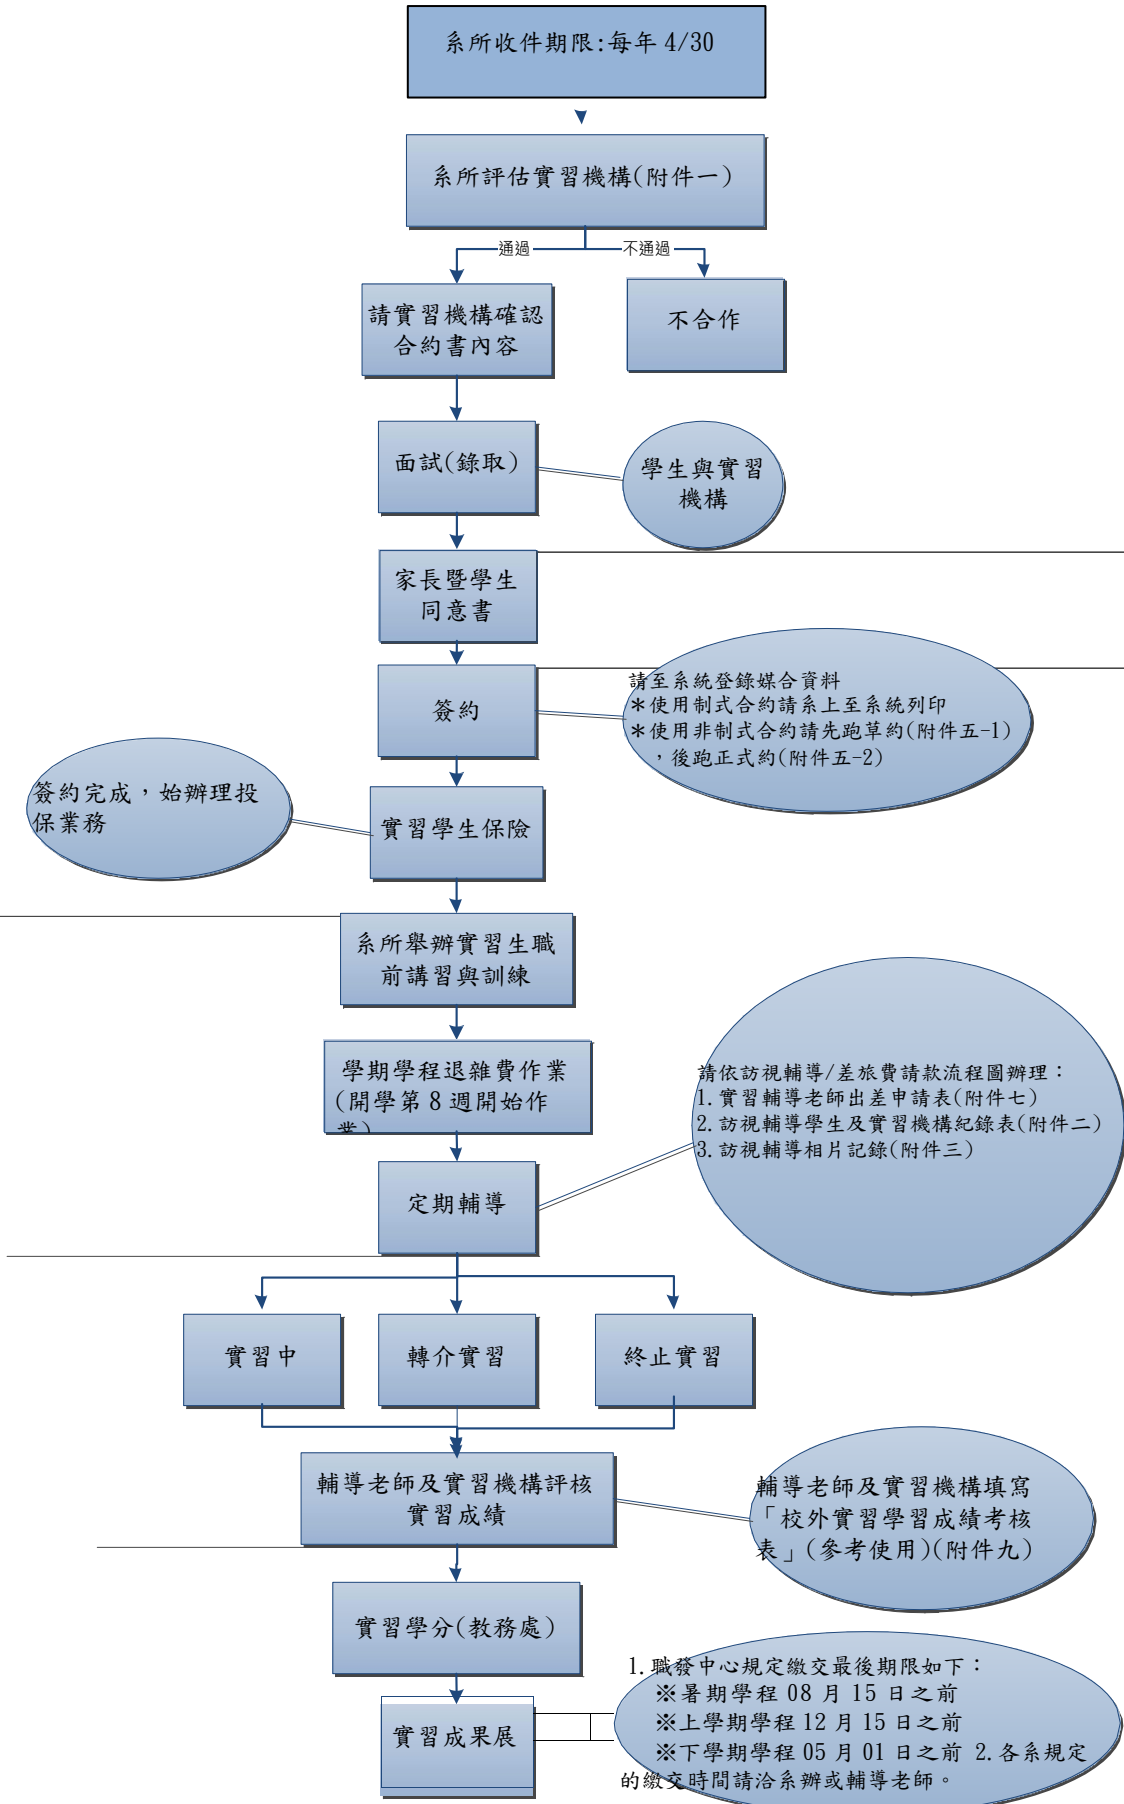 系所收件期限:每年 4/30
系所評估實習機構(附件一)
通過
不通過
請實習機構確認
合約書內容
不合作
面試(錄取)
學生與實習
機構
家長暨學生
同意書
簽約
請至系統登錄媒合資料
＊使用制式合約請系上至系統列印
＊使用非制式合約請先跑草約(附件五-1)
，後跑正式約(附件五-2)
簽約完成，始辦理投
保業務
實習學生保險
系所舉辦實習生職
前講習與訓練
學期學程退雜費作業
(開學第 8 週開始作
業)
請依訪視輔導/差旅費請款流程圖辦理：
1.實習輔導老師出差申請表(附件七)
2.訪視輔導學生及實習機構紀錄表(附件二)
3.訪視輔導相片記錄(附件三)
定期輔導
實習中
轉介實習
終止實習
輔導老師及實習機構評核
實習成績
輔導老師及實習機構填寫
「校外實習學習成績考核
表」(參考使用)(附件九)
實習學分(教務處)
實習成果展
1.職發中心規定繳交最後期限如下：
※暑期學程 08 月 15 日之前
※上學期學程 12 月 15 日之前
※下學期學程 05 月 01 日之前 2.各系規定
的繳交時間請洽系辦或輔導老師。